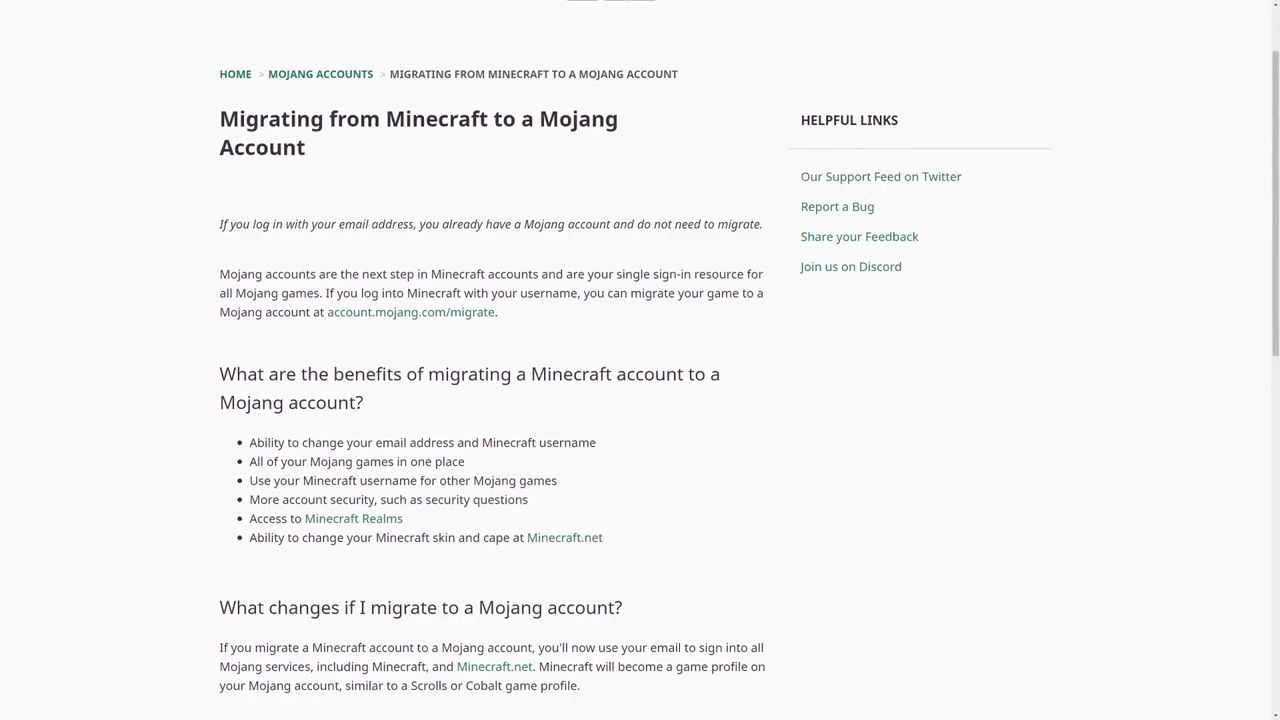 HOME > MOJANG ACCOUNTS > MIGRATING FROM MINECRAFT TO A MOJANG ACCOUNT
Migrating from Minecraft to a Mojang
Account
If you log in with your email address, you already have a Mojang account and do not need to migrate.
Mojang accounts are the next step in Minecraft accounts and are your single sign-in resource for
all Mojang games. If you log into Minecraft with your username, you can migrate your game to a
Mojang account at account.mojang.com/migrate.
What are the benefits of migrating a Minecraft account to a
Mojang account?
• Ability to change your email address and Minecraft username
• All of your Mojang games in one place
• Use your Minecraft username for other Mojang games
• More account security, such as security questions
• Access to Minecraft Realms
• Ability to change your Minecraft skin and cape at Minecraft.net
What changes if I migrate to a Mojang account?
If you migrate a Minecraft account to a Mojang account, you'll now use your email to sign into all
Mojang services, including Minecraft, and Minecraft.net. Minecraft will become a game profile on
your Mojang account, similar to a Scrolls or Cobalt game profile.
HELPFUL LINKS
Our Support Feed on Twitter
Report a Bug
Share your Feedback
Join us on Discord